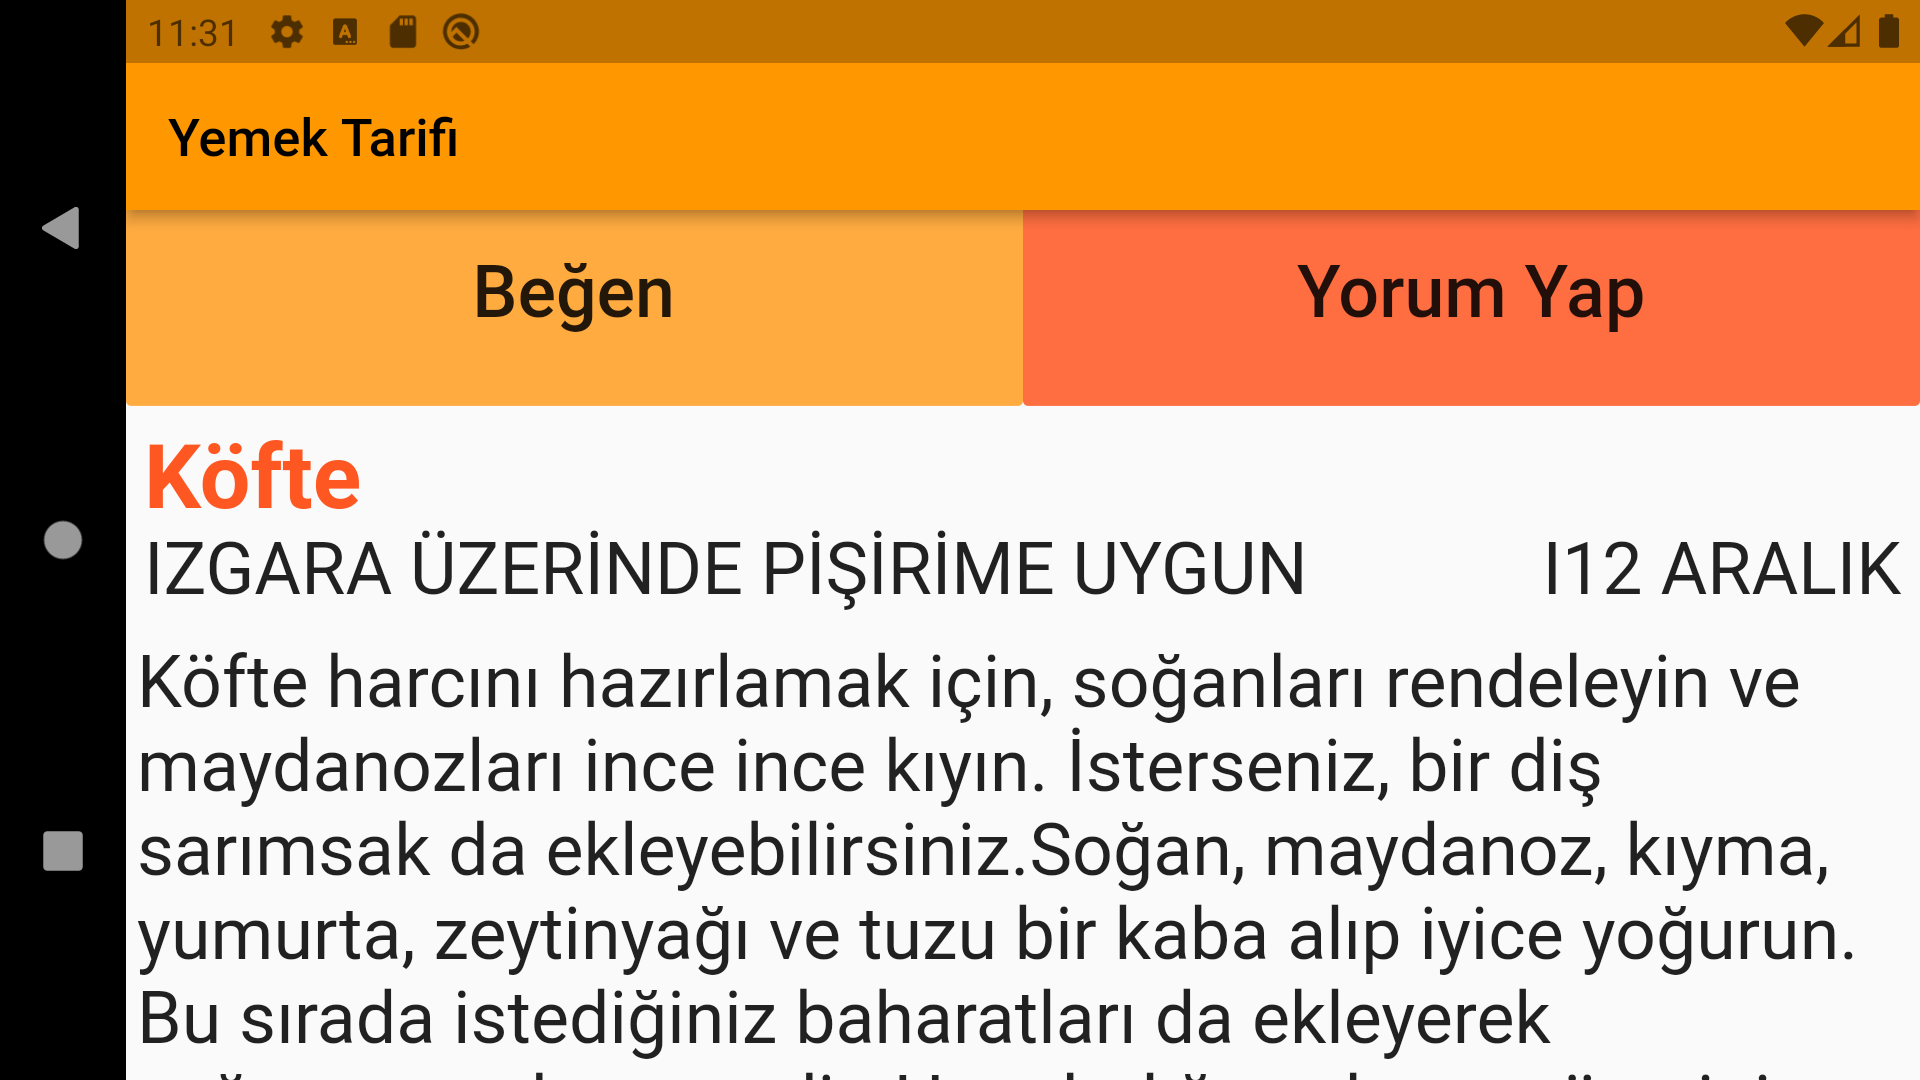 11:31
Yemek Tarifi
Beğen
Yorum Yap
Köfte
IZGARA ÜZERİNDE PİŞİRİME UYGUN
I12 ARALIK
Köfte harcını hazırlamak için, soğanları rendeleyin ve
maydanozları ince ince kıyın. İsterseniz, bir diş
sarımsak da ekleyebilirsiniz.Soğan, maydanoz, kıyma,
yumurta, zeytinyağı ve tuzu bir kaba alıp iyice yoğurun.
Bu sırada istediğiniz baharatları da ekleyerek